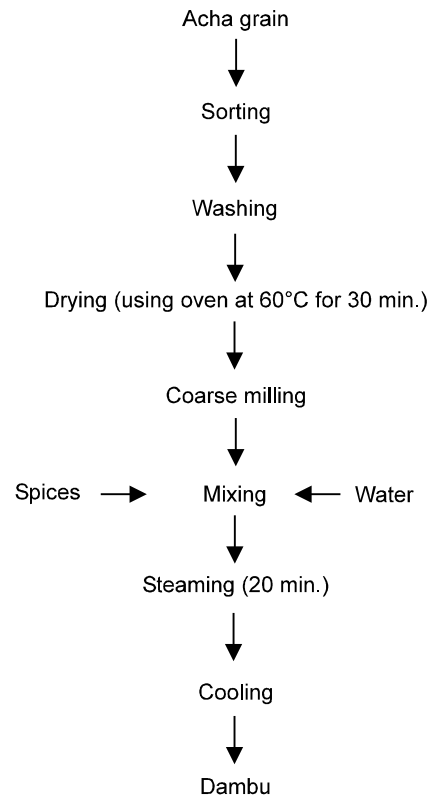 Acha grain
Sorting
Washing
Drying (using oven at 60°C for 30 min.)
Coarse milling
Spices Mixing Water
Steaming (20 min.)
Cooling
Dambu